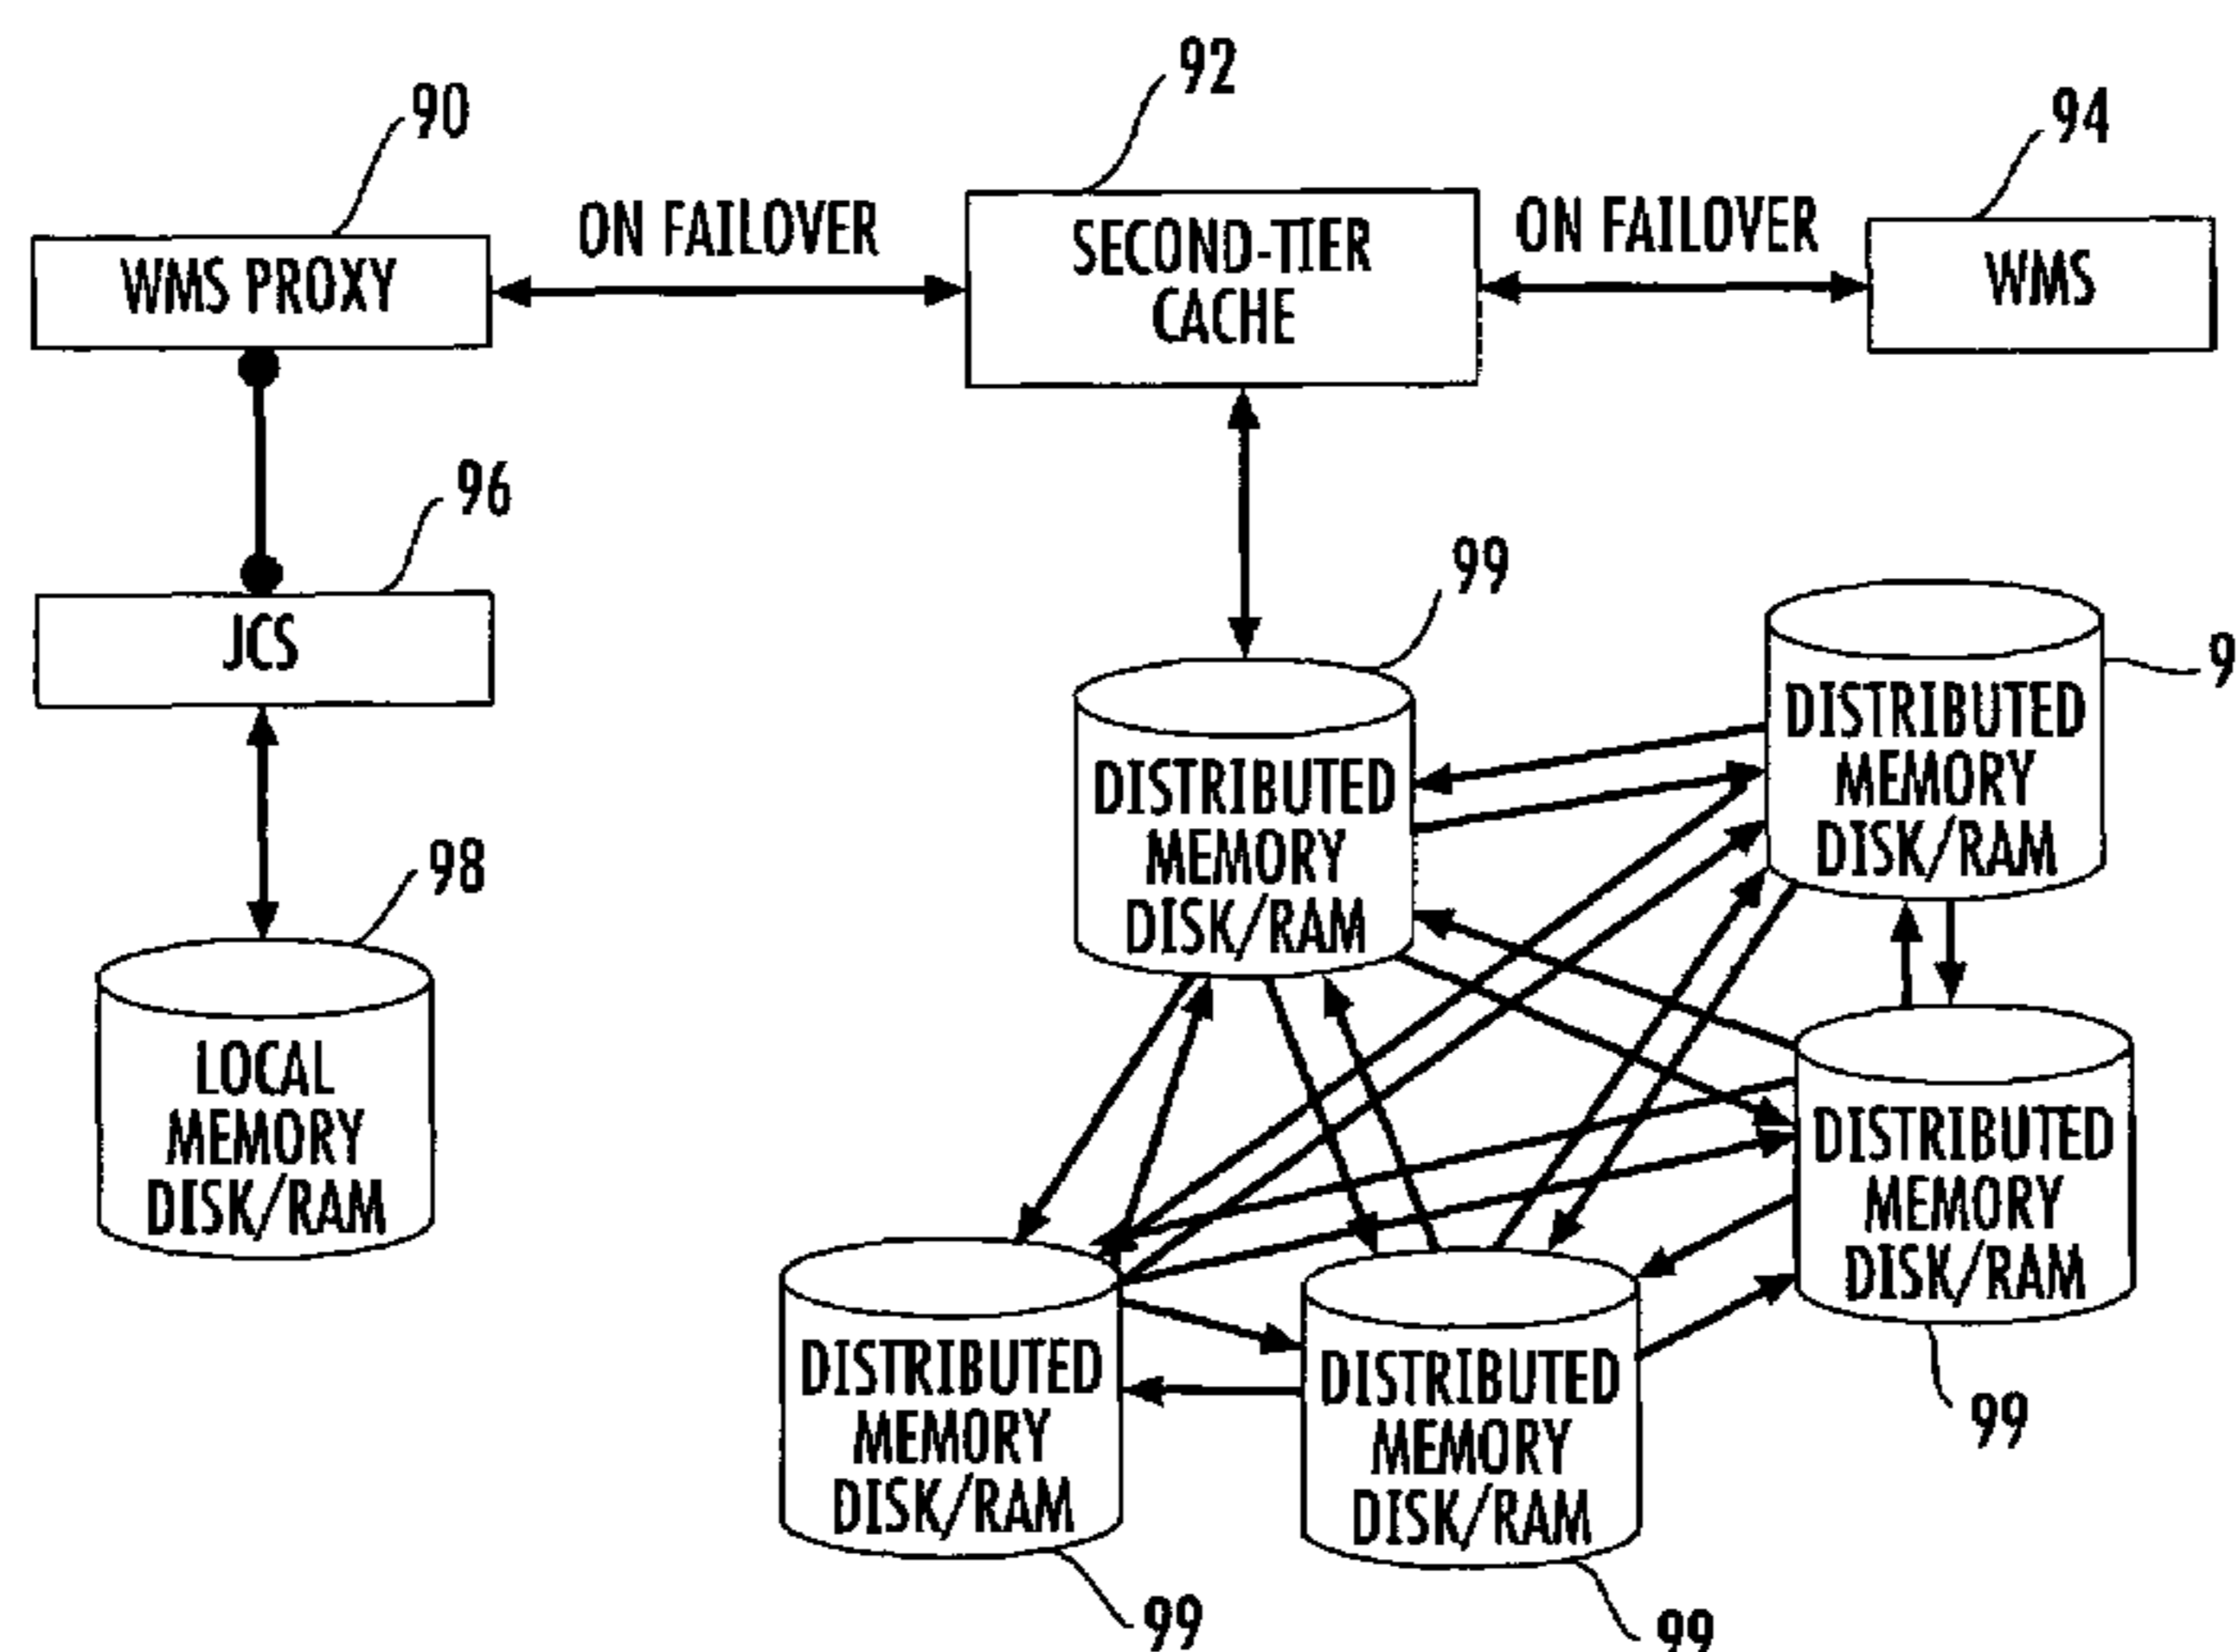 90
92
94
WMS PROXY
ON FAILOVER
SECOND-TIER
CACHE
ON FAILOVER
WMS
96
JCS
98
LOCAL
MEMORY
DISK/RAM
99
DISTRIBUTED
MEMORY
DISK/RAM
9
DISTRIBUTED
MEMORY
DISK/RAM
DISTRIBUTED
MEMORY
DISK/RAM
99
DISTRIBUTED
MEMORY
DISK/RAM
99
DISTRIBUTED
MEMORY
DISK/RAM
99